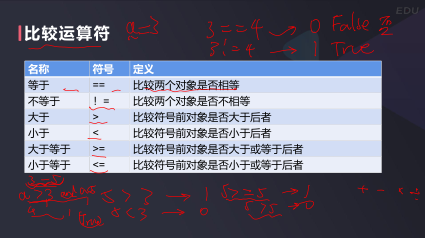 EDU
比较运算符 a=3
3==4 → 0 False 否
3!=4 → 1 True
名称 符号 定义
等于 == 比较两个对象是否相等
不等于 ！= 比较两个对象是否不相等
大于 > 比较符号前对象是否大于后者
小于 < 比较符号前对象是否小于后者
大于等于 >= 比较符号前对象是否大于或等于后者
小于等于 <= 比较符号前对象是否小于或等于后者
5 > 3 → 1
5<3 → 0
5>=5 → 1
5>5 → 0
+ -